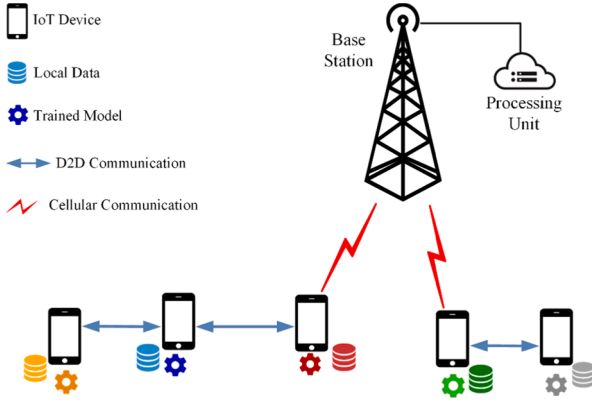 IoT Device
Local Data
Trained Model
D2D Communication
Cellular Communication
Base
Station
Processing
Unit